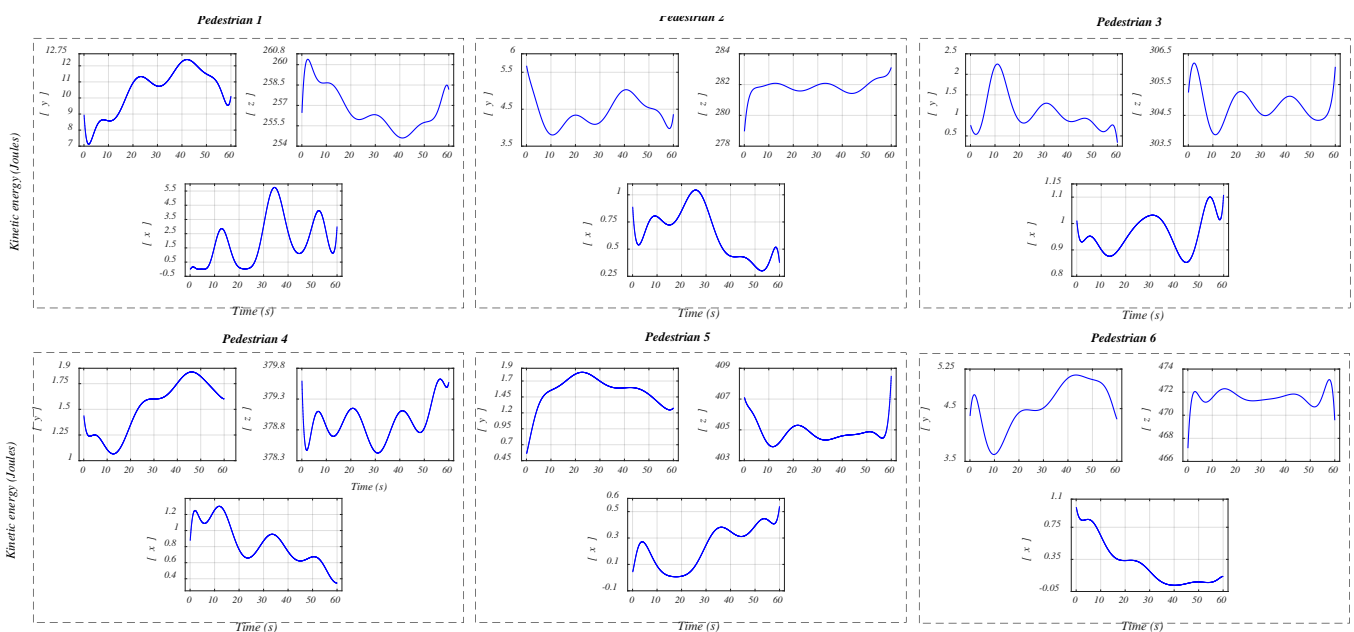 Pedestrian 1
Kinetic energy (Joules)
[ y ]
12.75
12
11
10
9
8
7
0 10 20 30 40 50 60
[ z ]
260.8
260
258.5
257
255.5
254
0 10 20 30 40 50 60
[ x ]
5.5
4.5
3.5
2.5
1.5
0.5
-0.5
0 10 20 30 40 50 60
Time (s)
Pedestrian 2
[ y ]
6
4.5
3.5
0 10 20 30 40 50 60
[ z ]
284
282
280
278
0 10 20 30 40 50 60
[ x ]
1
0.75
0.5
0.25
0 10 20 30 40 50 60
Time (s)
Pedestrian 3
[ y ]
2.5
2
1.5
1
0.5
0 10 20 30 40 50 60
[ z ]
306.5
305.5
304.5
303.5
0 10 20 30 40 50 60
[ x ]
1.15
1.1
1
0.9
0.8
0 10 20 30 40 50 60
Time (s)
Pedestrian 4
Kinetic energy (Joules)
[ y ]
1.9
1.75
1.5
1.25
1
0 10 20 30 40 50 60
[ z ]
379.8
379.3
378.8
378.3
0 10 20 30 40 50 60
Time (s)
[ x ]
1.2
1
0.8
0.6
0.4
0 10 20 30 40 50 60
Time (s)
Pedestrian 5
[ y ]
1.9
1.7
1.45
1.2
0.95
0.7
0.45
0 10 20 30 40 50 60
[ z ]
409
407
405
403
0 10 20 30 40 50 60
[ x ]
0.6
0.5
0.3
0.1
-0.1
0 10 20 30 40 50 60
Time (s)
Pedestrian 6
[ y ]
5.25
4.5
3.5
0 10 20 30 40 50 60
[ z ]
474
472
470
468
466
0 10 20 30 40 50 60
[ x ]
1.1
0.75
0.35
-0.05
0 10 20 30 40 50 60
Time (s)